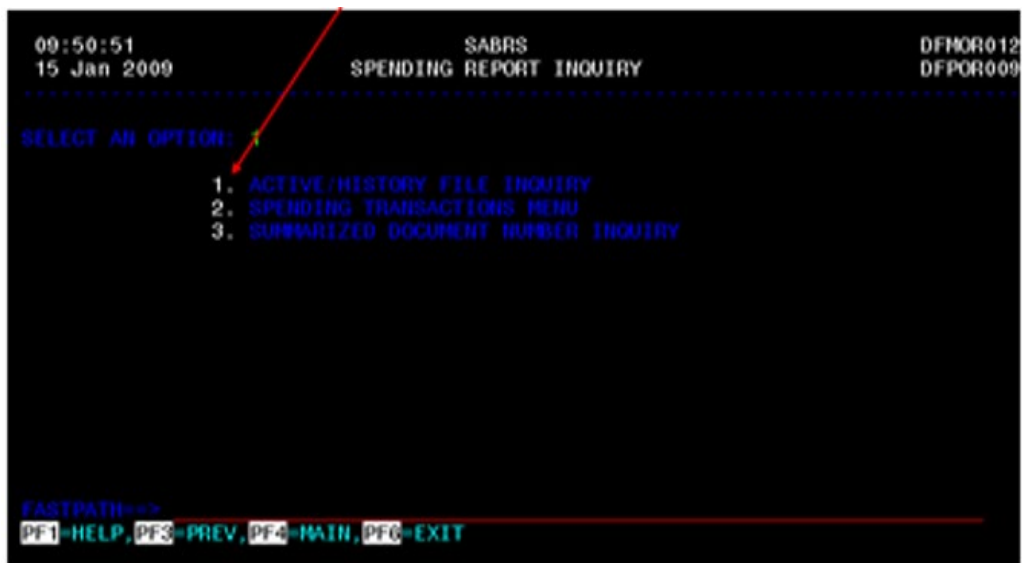 09:50:51 SABRS DFMOR012
15 Jan 2009 SPENDING REPORT INQUIRY DFPOR009
SELECT AN OPTION: 1
1. ACTIVE/HISTORY FILE INQUIRY
2. SPENDING TRANSACTIONS MENU
3. SUMMARIZED DOCUMENT NUMBER INQUIRY
FASTPATH==>
PF1=HELP,PF3=PREV,PF4=MAIN,PF6=EXIT